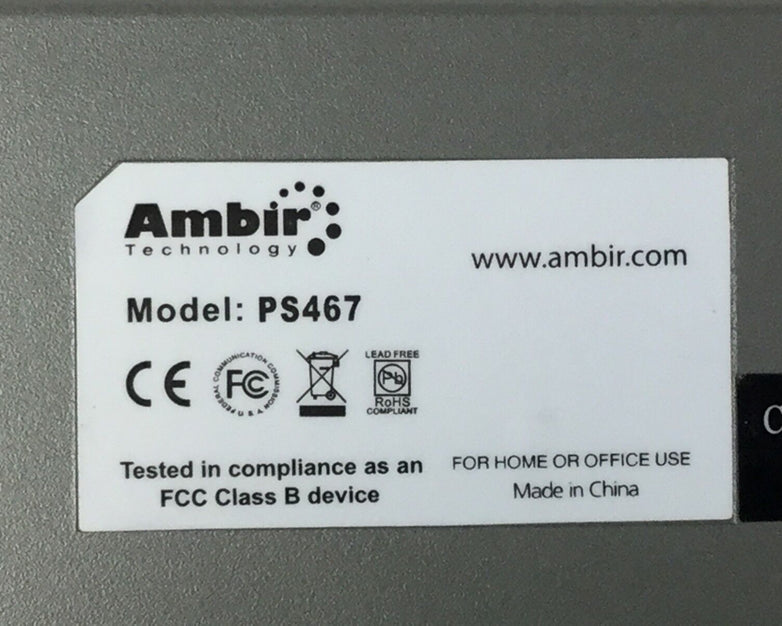 Ambir®
Technology
www.ambir.com
Model: PS467
CE
FEDERAL COMMUNICATION COMMISSION U S A
FC
LEAD FREE
Pb
RoHS
COMPLIANT
Tested in compliance as an
FCC Class B device
FOR HOME OR OFFICE USE
Made in China